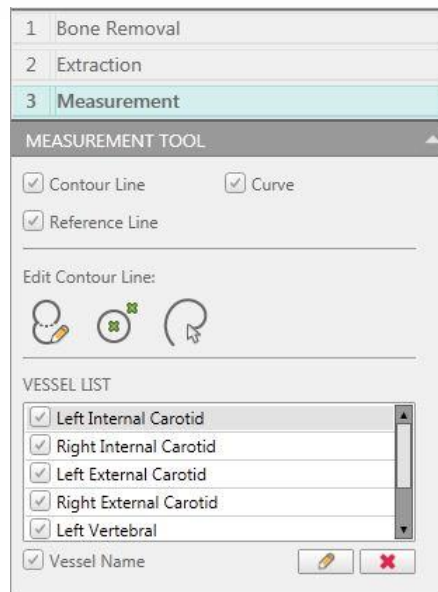 1 Bone Removal
2 Extraction
3 Measurement
MEASUREMENT TOOL
Contour Line Curve
Reference Line
Edit Contour Line:
VESSEL LIST
Left Internal Carotid
Right Internal Carotid
Left External Carotid
Right External Carotid
Left Vertebral
Vessel Name